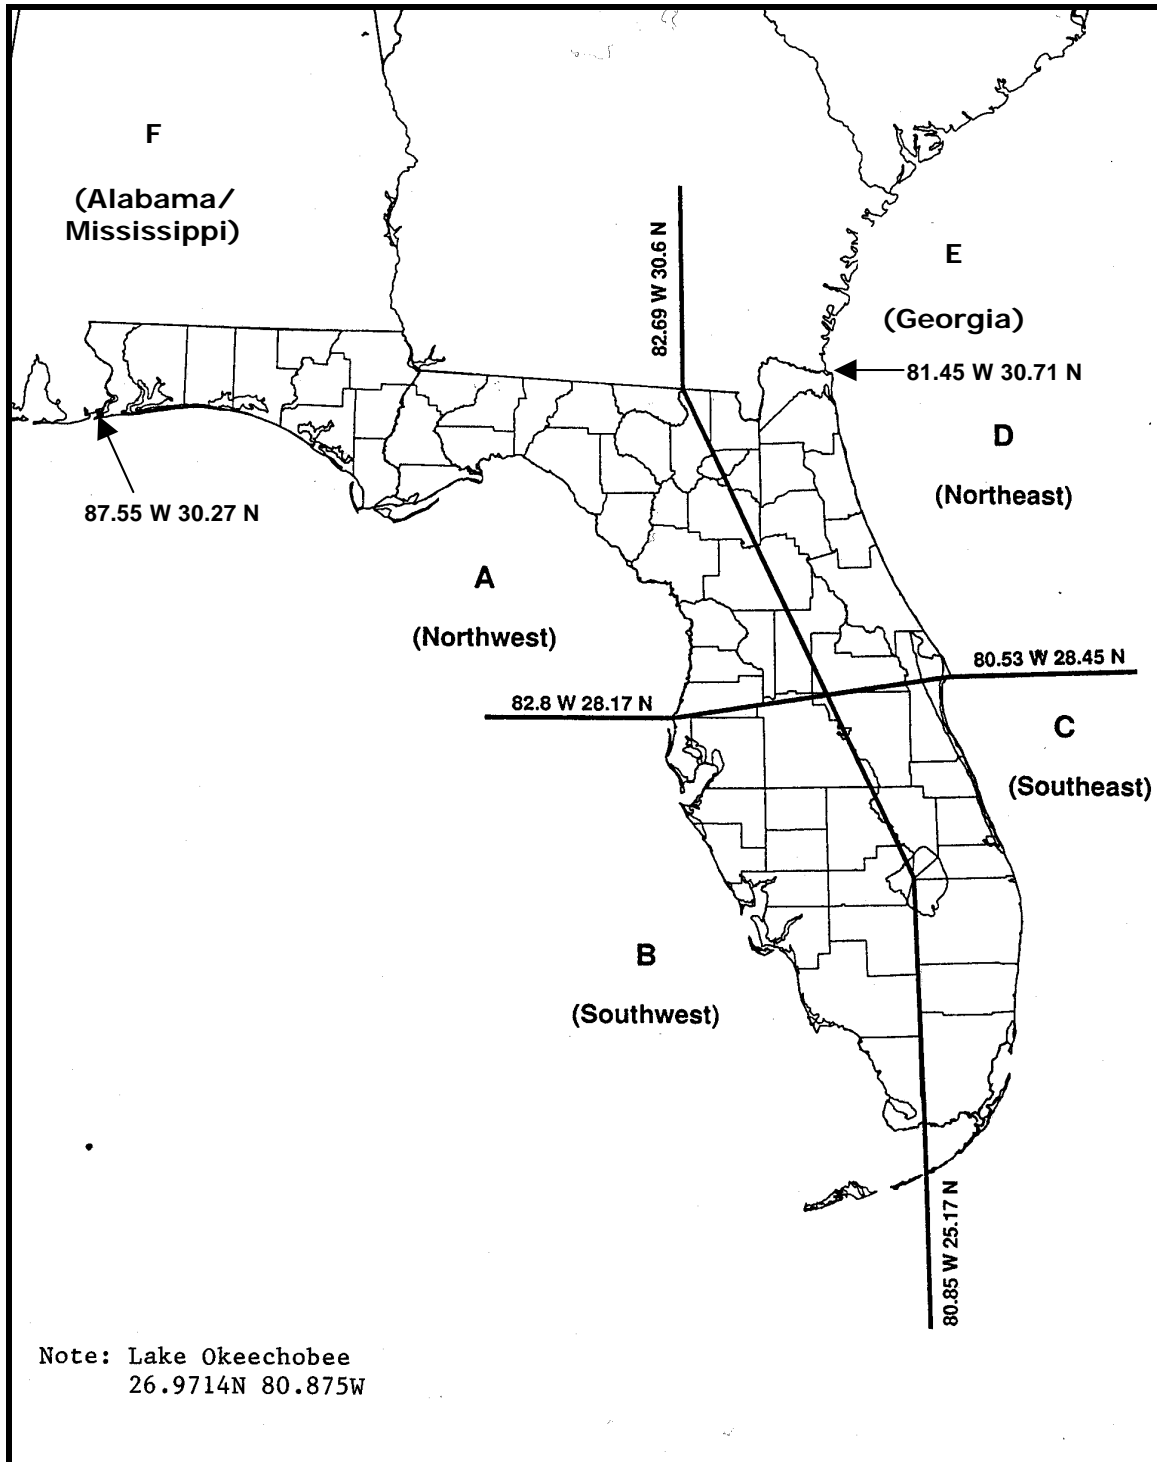 F
(Alabama/
Mississippi)
82.69 W 30.6 N
E
(Georgia)
81.45 W 30.71 N
D
(Northeast)
87.55 W 30.27 N
A
(Northwest)
80.53 W 28.45 N
82.8 W 28.17 N
C
(Southeast)
B
(Southwest)
80.85 W 25.17 N
Note: Lake Okeechobee
26.9714N 80.875W